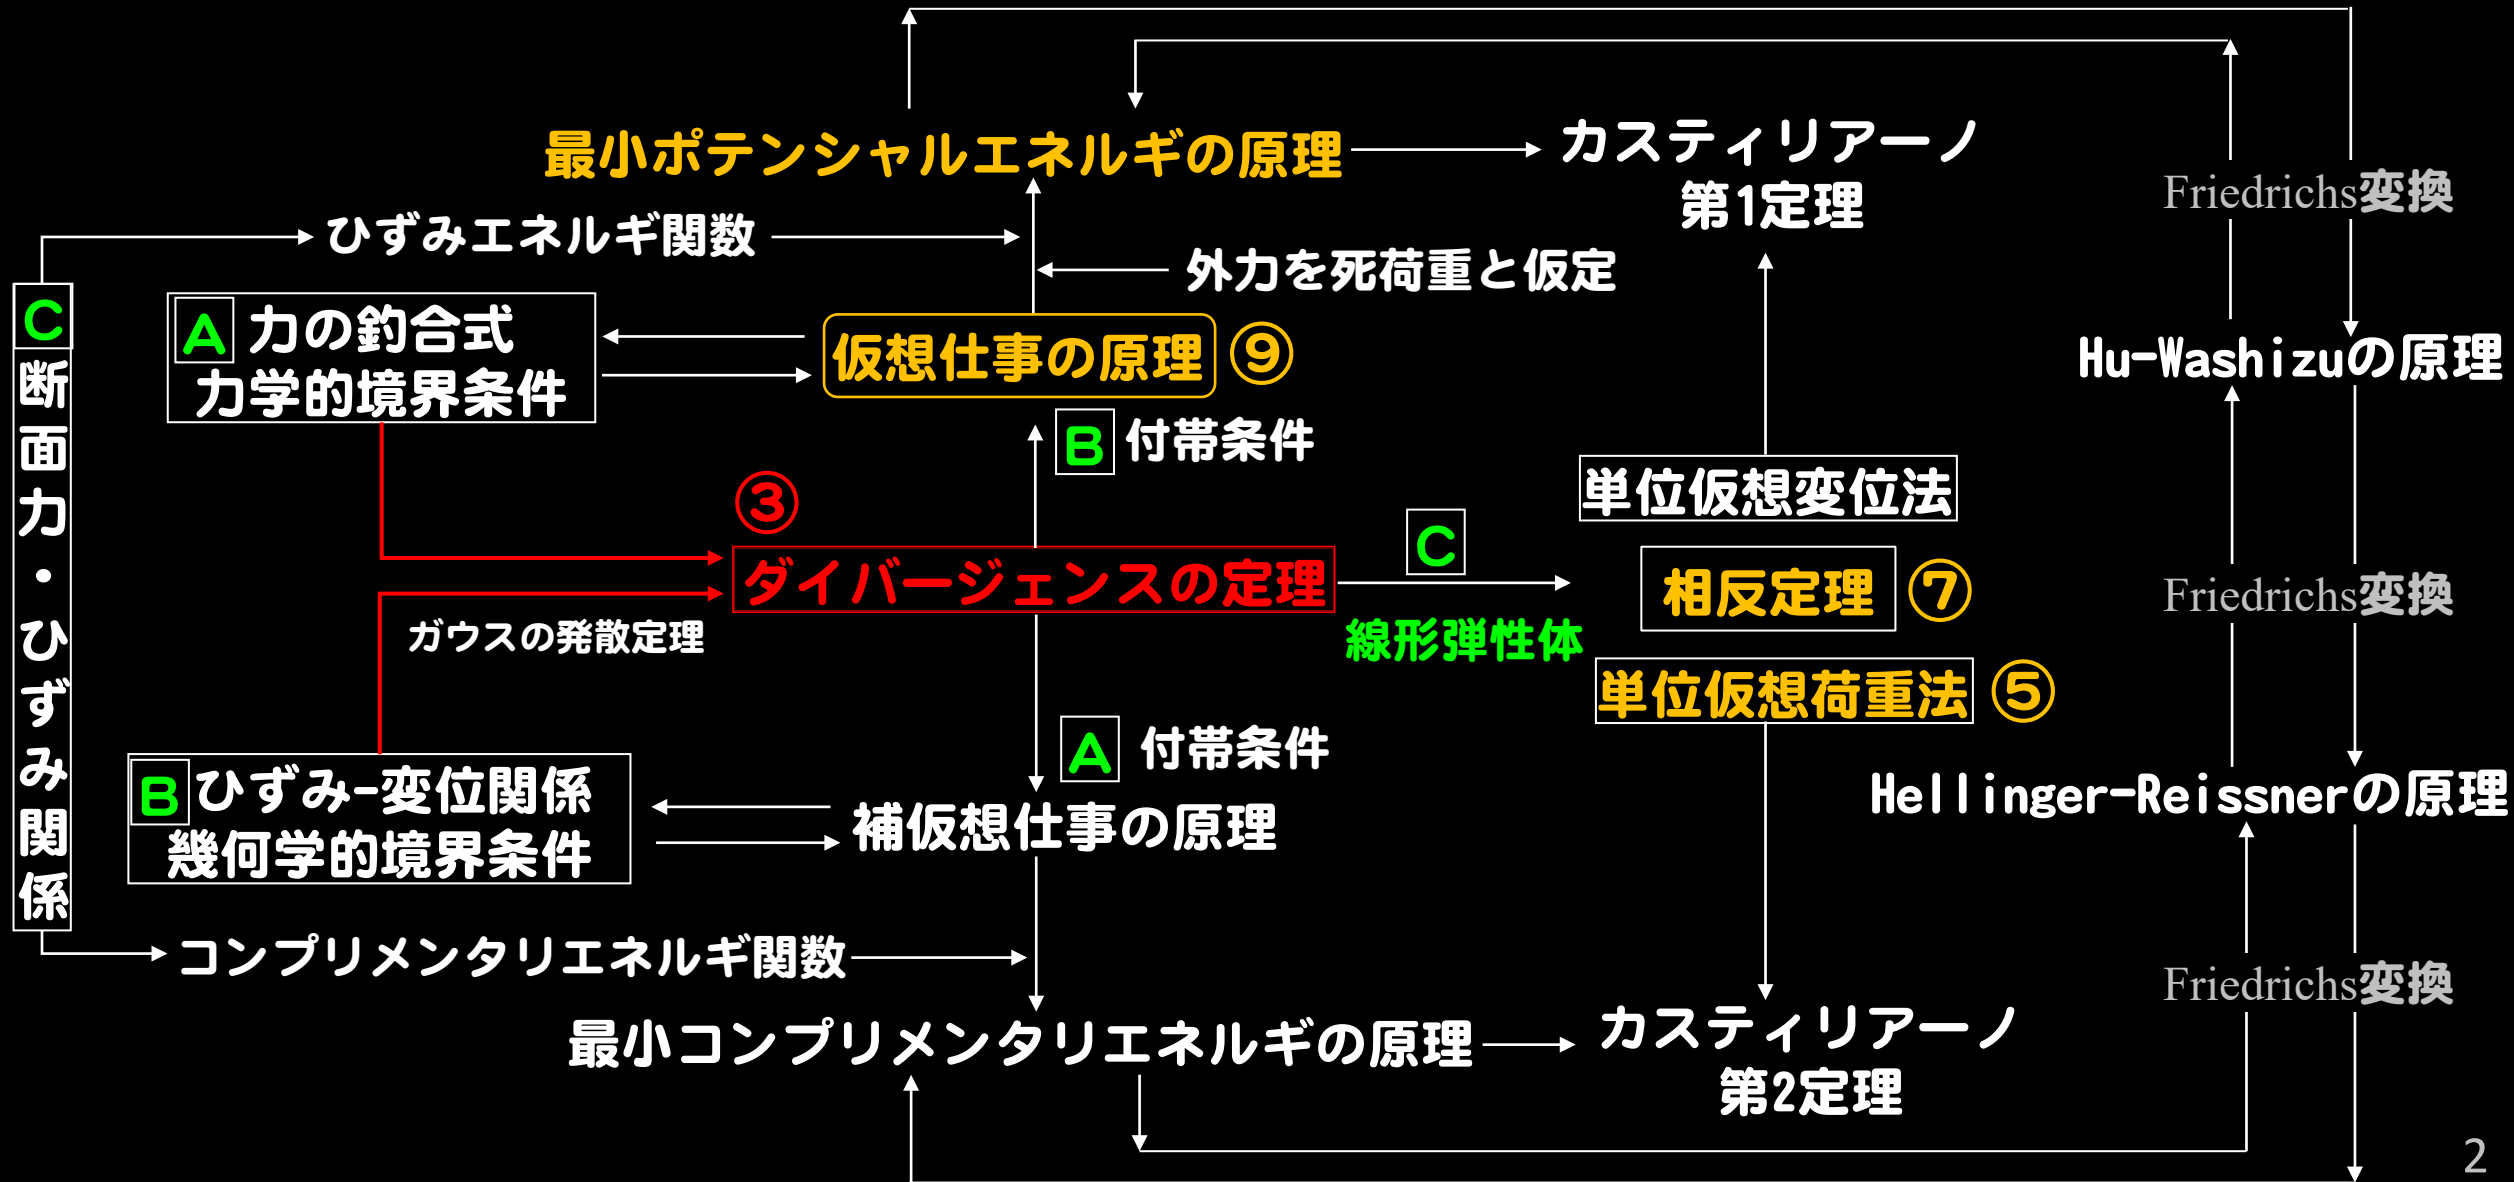 最小ポテンシャルエネルギの原理
カスティリアーノ
第1定理
Friedrichs変換
ひずみエネルギ関数
外力を死荷重と仮定
C
断面力・ひずみ関係
A 力の釣合式
力学的境界条件
仮想仕事の原理 ⑨
Hu-Washizuの原理
B 付帯条件
単位仮想変位法
③
ダイバージェンスの定理
C
線形弾性体
相反定理 ⑦
Friedrichs変換
ガウスの発散定理
単位仮想荷重法 ⑤
A 付帯条件
B ひずみ-変位関係
幾何学的境界条件
補仮想仕事の原理
Hellinger-Reissnerの原理
コンプリメンタリエネルギ関数
Friedrichs変換
最小コンプリメンタリエネルギの原理
カスティリアーノ
第2定理
2